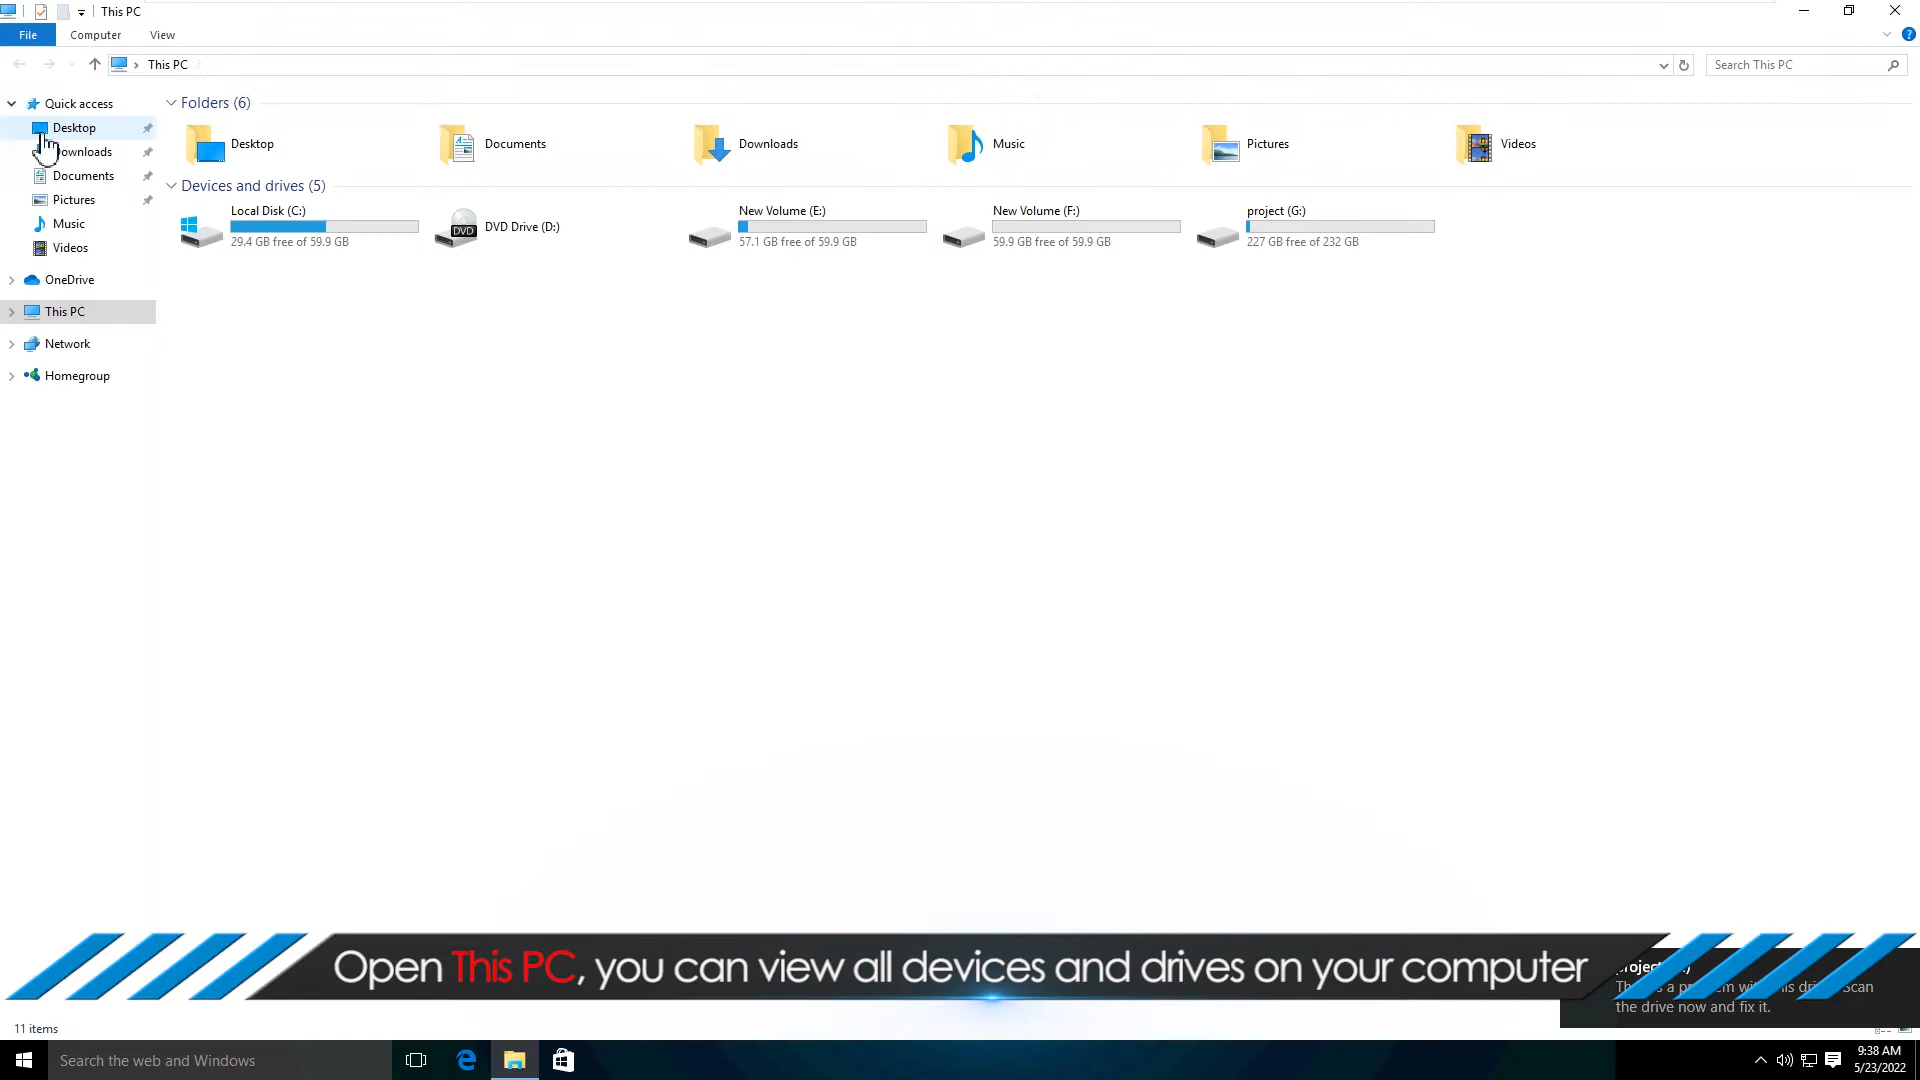 This PC
File
Computer
View
This PC
Search This PC
Quick access
Desktop
Downloads
Documents
Pictures
Music
Videos
OneDrive
This PC
Network
Homegroup
Folders (6)
Desktop
Documents
Downloads
Music
Pictures
Videos
Devices and drives (5)
Local Disk (C:)
29.4 GB free of 59.9 GB
DVD
DVD Drive (D:)
New Volume (E:)
57.1 GB free of 59.9 GB
New Volume (F:)
59.9 GB free of 59.9 GB
project (G:)
227 GB free of 232 GB
Open This PC, you can view all devices and drives on your computer
a with this Scan
the drive now and fix it.
11 items
Search the web and Windows
9:38 AM
5/23/2022